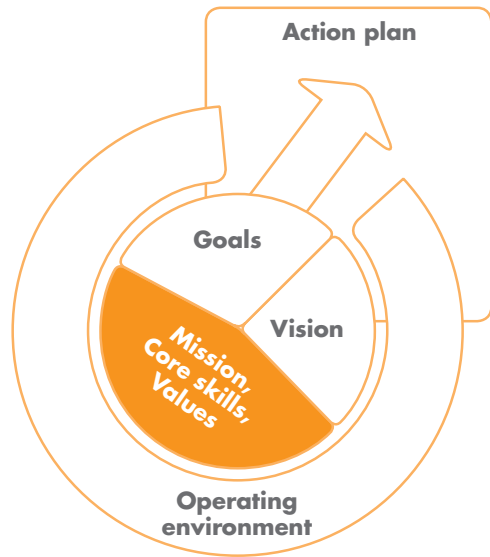 Action plan
Goals
Vision
Mission,
Core skills,
Values
Operating
environment